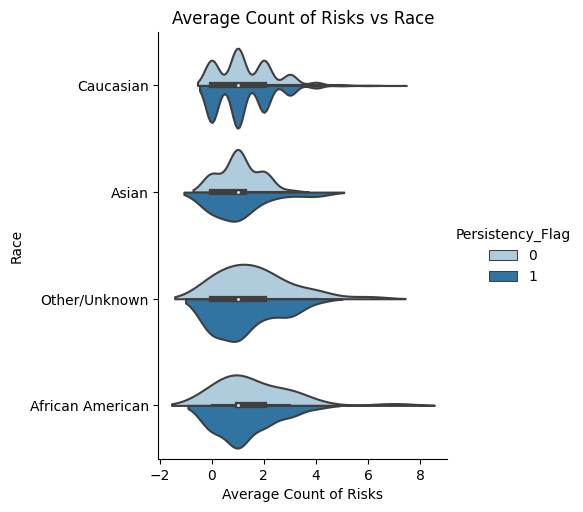 Average Count of Risks vs Race
Caucasian
Asian
Other/Unknown
African American
Race
−2 0 2 4 6 8
Average Count of Risks
Persistency_Flag
0
1